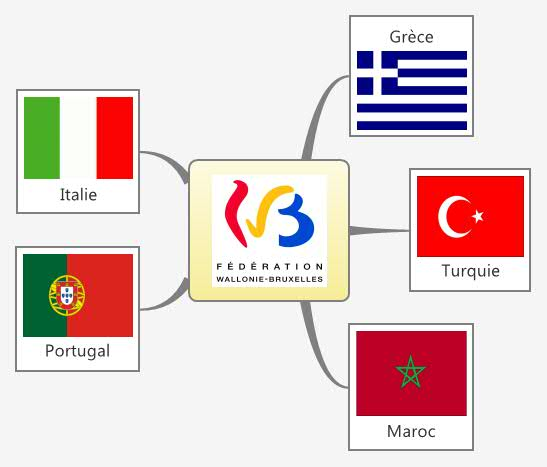 Grèce
Italie
FÉDÉRATION
WALLONIE-BRUXELLES
Turquie
Portugal
Maroc